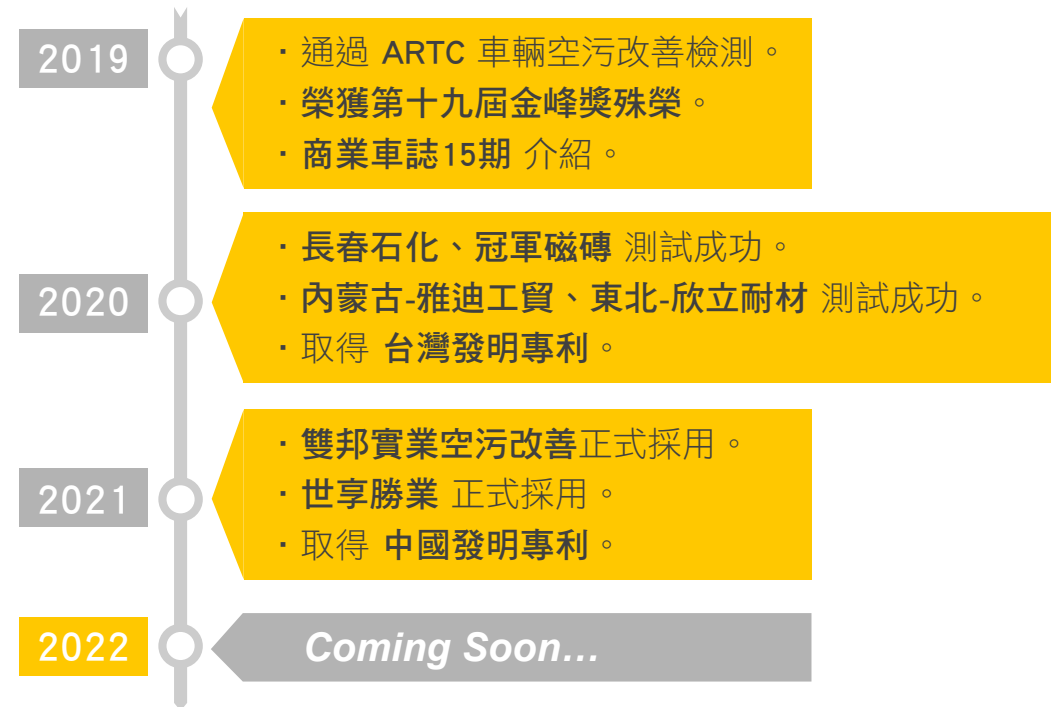 2019
・通過 ARTC 車輛空污改善檢測。
・榮獲第十九屆金峰獎殊榮。
・商業車誌15期 介紹。
2020
・長春石化、冠軍磁磚 測試成功。
・內蒙古-雅迪工貿、東北-欣立耐材 測試成功。
・取得 台灣發明專利。
2021
・雙邦實業空污改善正式採用。
・世享勝業 正式採用。
・取得 中國發明專利。
2022
Coming Soon…